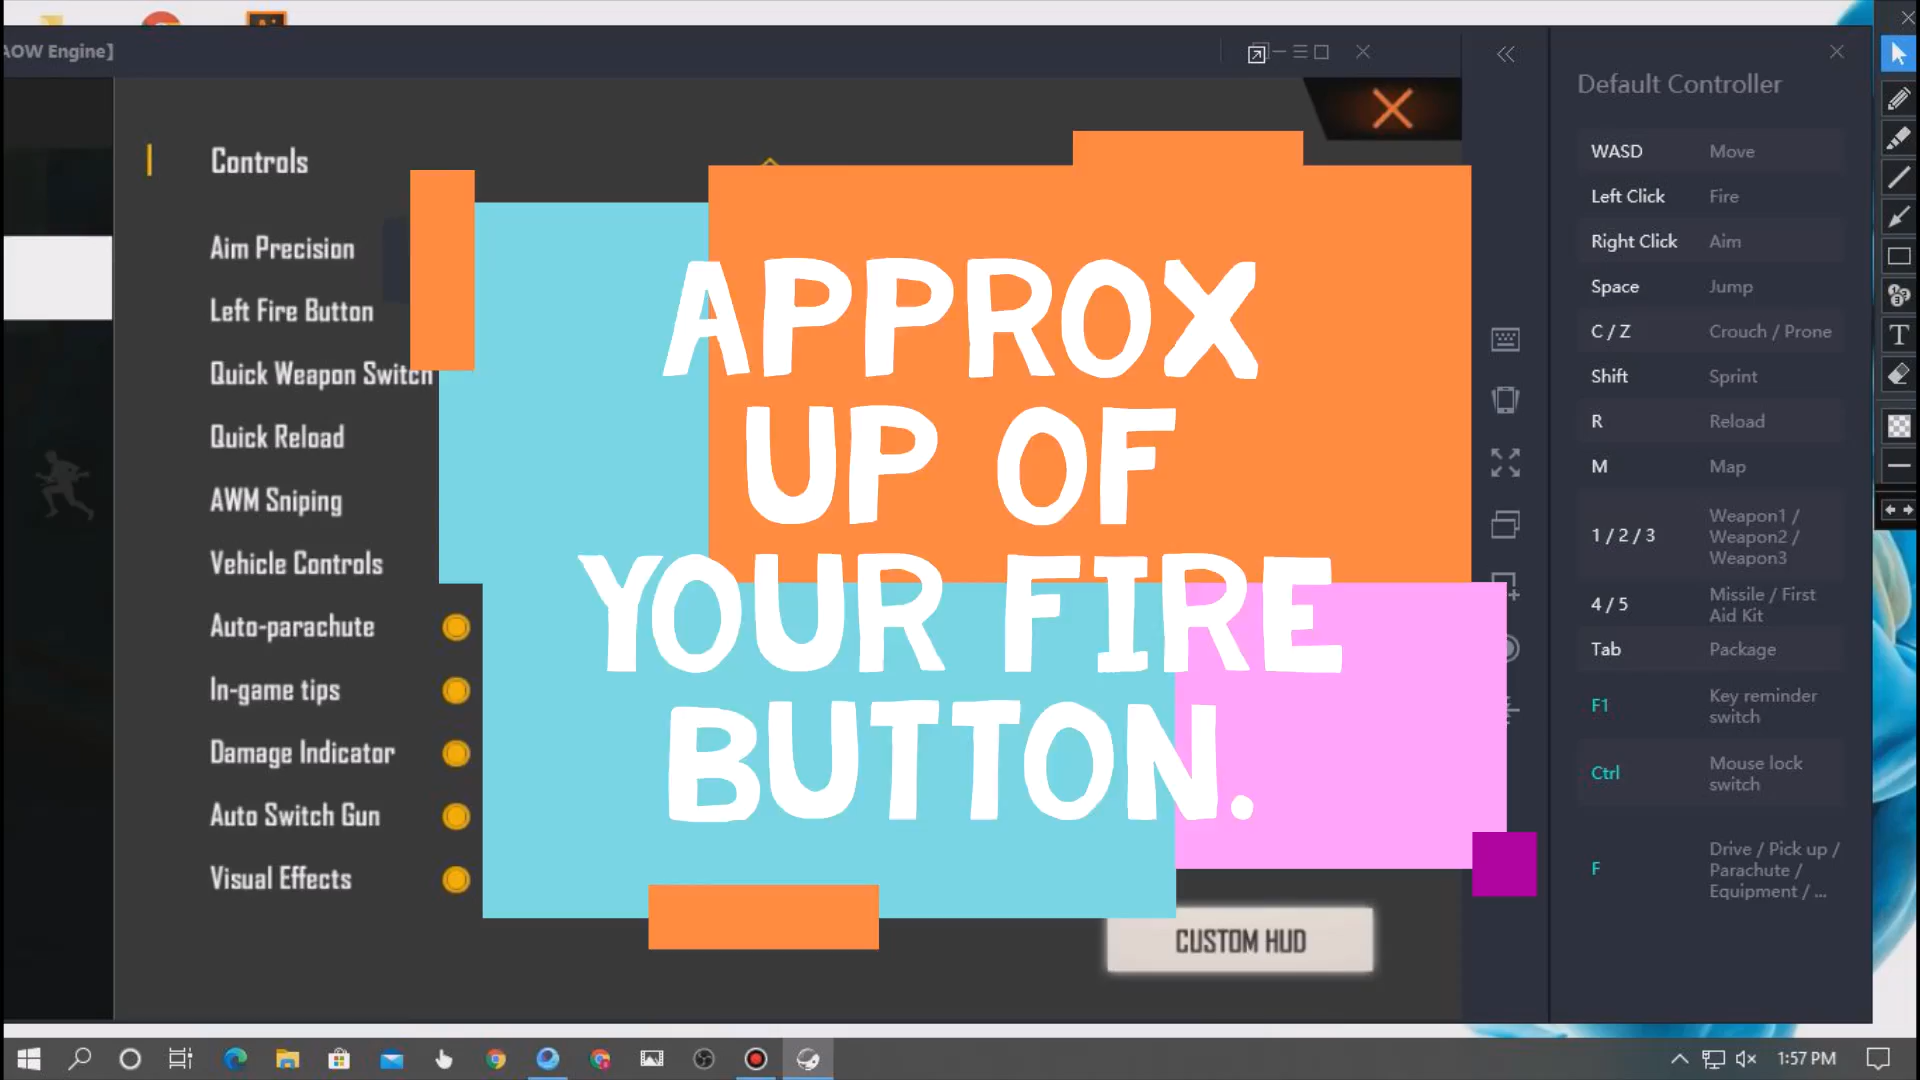 AOW Engine]
Controls
Aim Precision
Left Fire Button
Quick Weapon Switch
Quick Reload
AWM Sniping
Vehicle Controls
Auto-parachute
In-game tips
Damage Indicator
Auto Switch Gun
Visual Effects
APPROX
UP OF
YOUR FIRE
BUTTON.
CUSTOM HUD
Default Controller
WASD Move
Left Click Fire
Right Click Aim
Space Jump
C / Z Crouch / Prone
Shift Sprint
R Reload
M Map
1 / 2 / 3 Weapon1 /
Weapon2 /
Weapon3
4 / 5 Missile / First
Aid Kit
Tab Package
F1 Key reminder
switch
Ctrl Mouse lock
switch
F Drive / Pick up /
Parachute /
Equipment / ...
1:57 PM